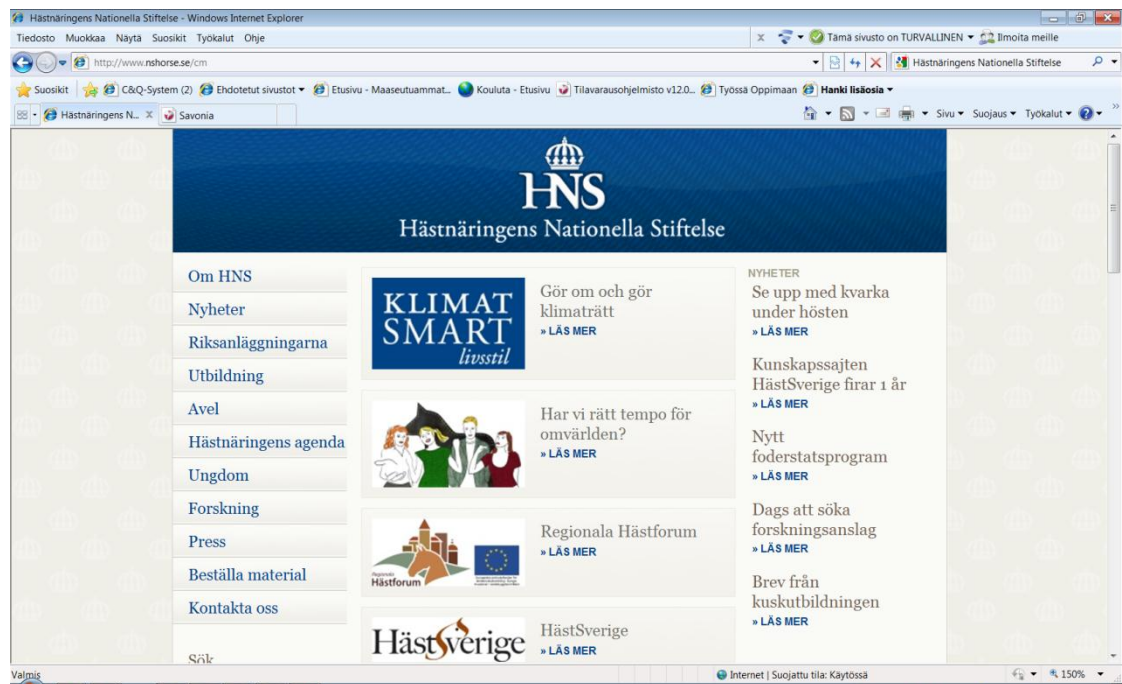 Hästnäringens Nationella Stiftelse - Windows Internet Explorer
Tiedosto Muokkaa Näytä Suosikit Työkalut Ohje
x Tämä sivusto on TURVALLINEN Ilmoita meille
http://www.nshorse.se/cm
Hästnäringens Nationella Stiftelse
Suosikit C&Q-System (2) Ehdotetut sivustot Etusivu - Maaseutuammat... Kouluta - Etusivu Tilavarausohjelmisto v12.0... Työssä Oppimaan Hanki lisäosia
Hästnäringens N... X Savonia
Sivu Suojaus Työkalut
HNS
Hästnäringens Nationella Stiftelse
Om HNS
Nyheter
Riksanläggningarna
Utbildning
Avel
Hästnäringens agenda
Ungdom
Forskning
Press
Beställa material
Kontakta oss
Sök
KLIMAT
SMART
livsstil
Gör om och gör
klimaträtt
» LÄS MER
Har vi rätt tempo för
omvärlden?
» LÄS MER
Regionala
Hästforum
Regionala Hästforum
» LÄS MER
HästSverige
HästSverige
» LÄS MER
NYHETER
Se upp med kvarka
under hösten
» LÄS MER
Kunskapssajten
HästSverige firar 1 år
» LÄS MER
Nytt
foderstatsprogram
» LÄS MER
Dags att söka
forskningsanslag
» LÄS MER
Brev från
kuskutbildningen
» LÄS MER
Valmis
Internet | Suojattu tila: Käytössä
150%